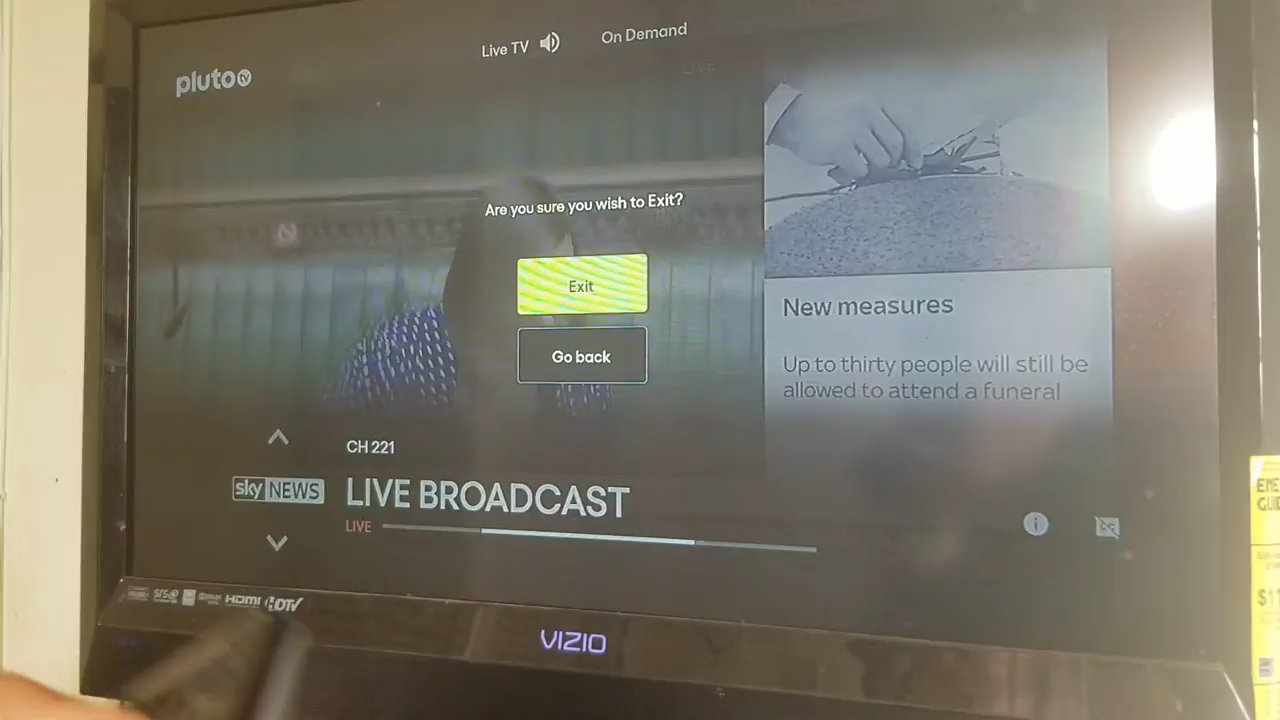 Live TV
On Demand
LIVE
pluto tv
Are you sure you wish to Exit?
Exit
Go back
New measures
Up to thirty people will still be
allowed to attend a funeral
CH 221
sky NEWS
LIVE BROADCAST
LIVE
i
HDMI
HDTV
VIZIO